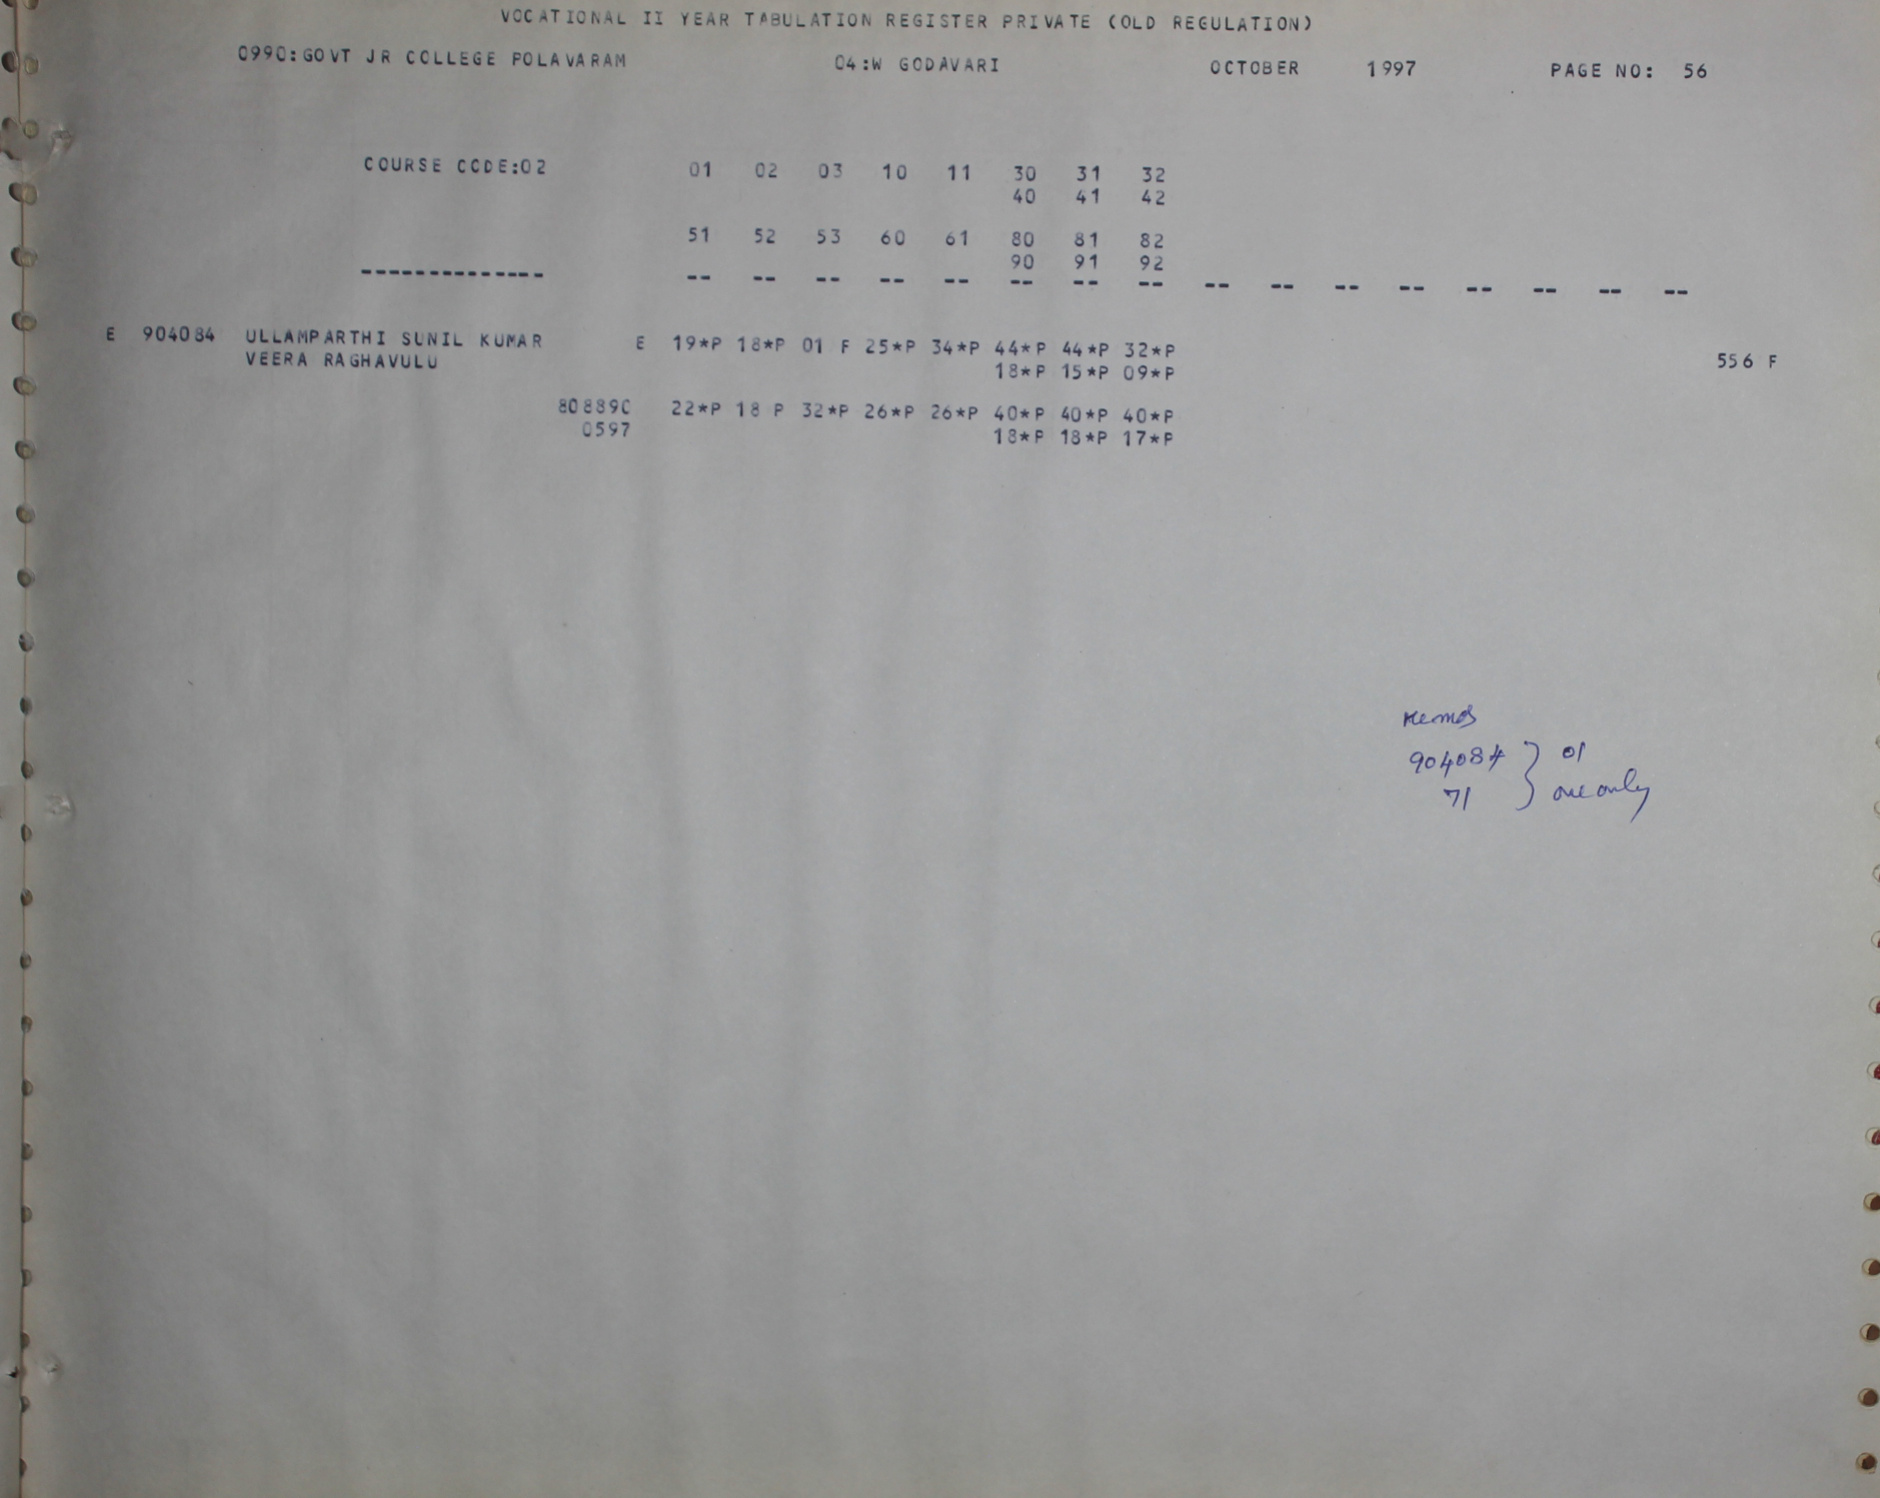 VOCATIONAL II YEAR TABULATION REGISTER PRIVATE (OLD REGULATION)
0990:GOVT JR COLLEGE POLAVARAM 04:W GODAVARI OCTOBER 1997 PAGE NO: 56
COURSE CODE:02 01 02 03 10 11 30 31 32
40 41 42
51 52 53 60 61 80 81 82
90 91 92
-------------- -- -- -- -- -- -- -- -- -- -- -- -- -- -- -- --
E 904084 ULLAMPARTHI SUNIL KUMAR E 19*P 18*P 01 F 25*P 34*P 44*P 44*P 32*P
VEERA RAGHAVULU 18*P 15*P 09*P 556 F
808890 22*P 18 P 32*P 26*P 26*P 40*P 40*P 40*P
0597 18*P 18*P 17*P
904084 } 01
71 one only